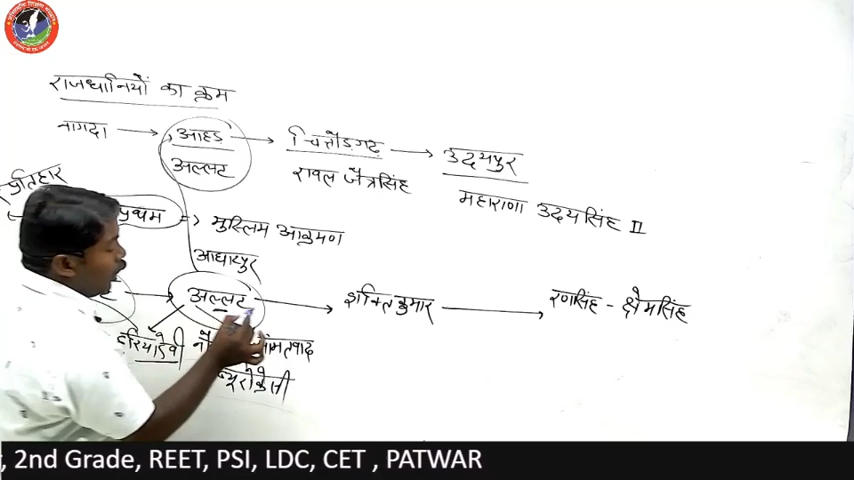 राजधानियों का क्रम
नागदा → आहड़ → चित्तौड़गढ़ → उदयपुर
अल्लट रावल जैत्रसिंह महाराणा उदयसिंह II
प्रतिहार
प्रथम => मुस्लिम आक्रमण
आघापुर
अल्लट → शक्तिकुमार → रणसिंह - क्षेमसिंह
हरियादेवी
ब्यूरोक्रेसी
, 2nd Grade, REET, PSI, LDC, CET , PATWAR